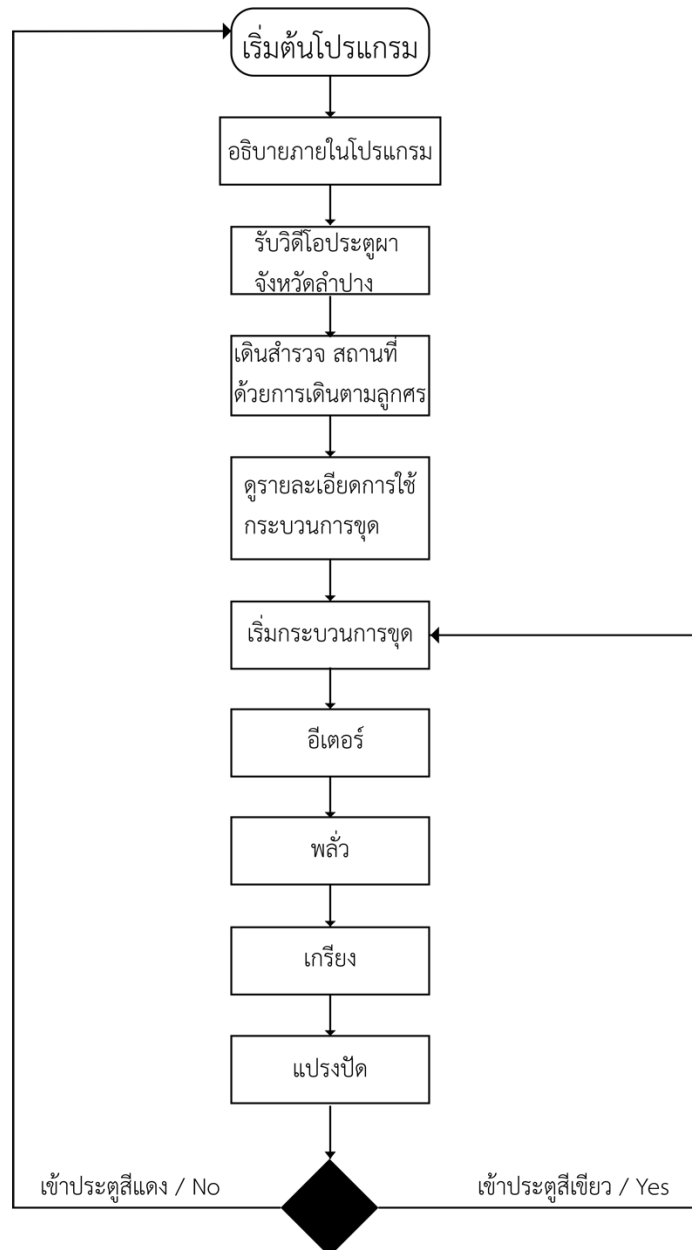 เริ่มต้นโปรแกรม
อธิบายภายในโปรแกรม
รับวิดีโอประตูผา
จังหวัดลำปาง
เดินสำรวจ สถานที่
ด้วยการเดินตามลูกศร
ดูรายละเอียดการใช้
กระบวนการขุด
เริ่มกระบวนการขุด
อีเตอร์
พลั่ว
เกรียง
แปรงปัด
เข้าประตูสีแดง / No
เข้าประตูสีเขียว / Yes